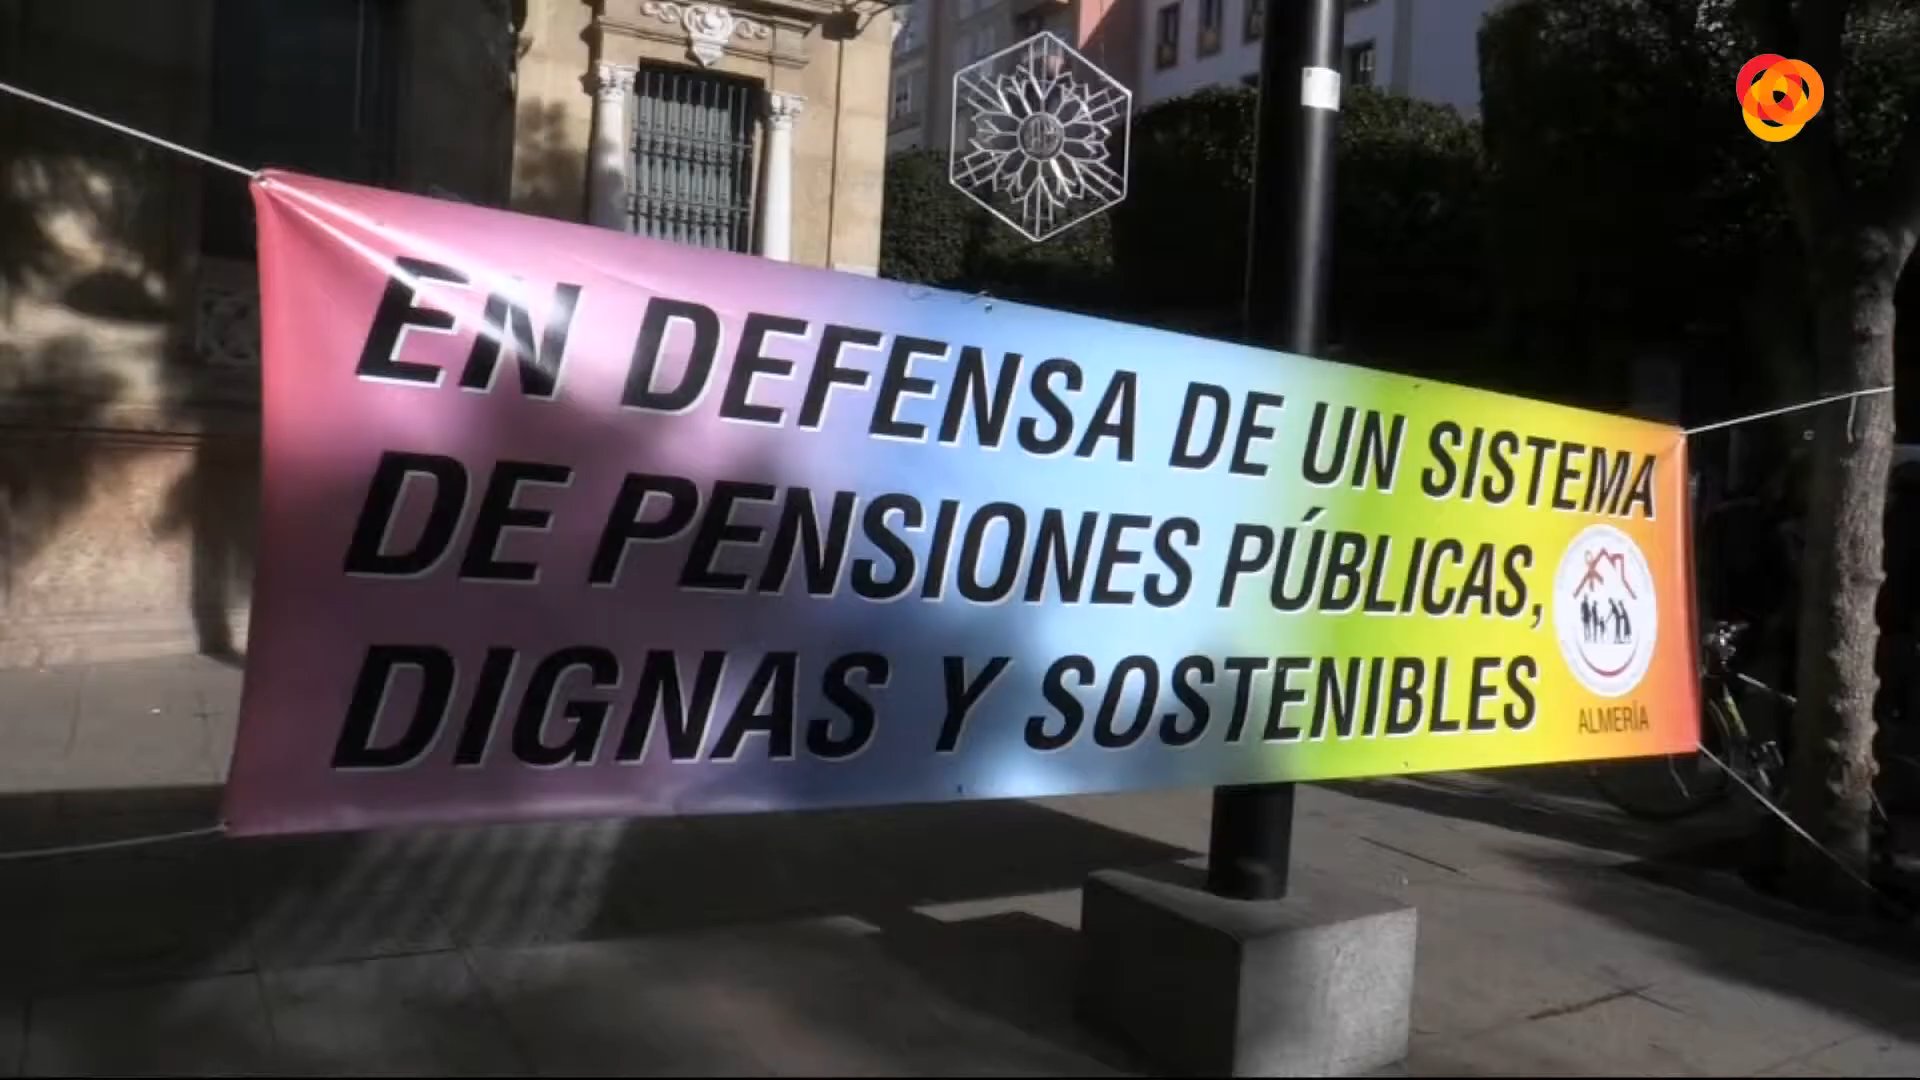 EN DEFENSA DE UN SISTEMA
DE PENSIONES PÚBLICAS,
DIGNAS Y SOSTENIBLES
ALMERÍA